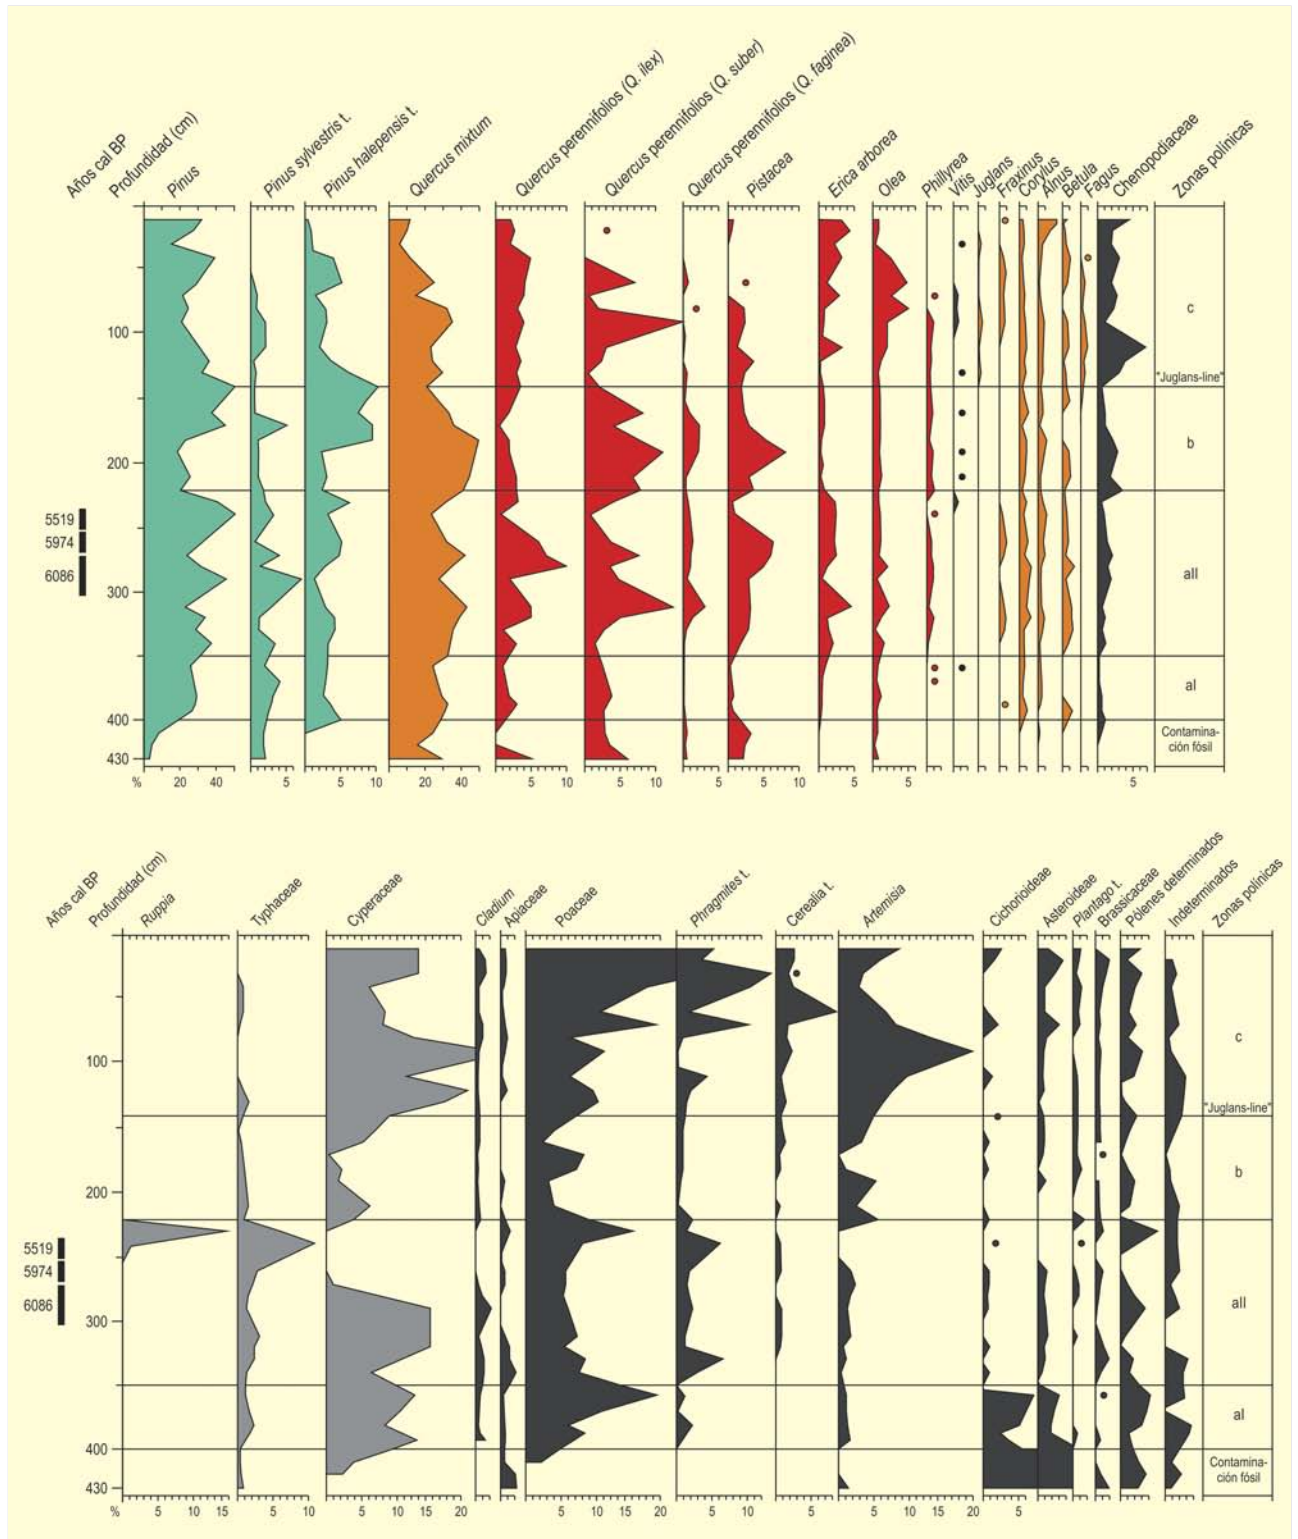 Años cal BP
Profundidad (cm)
Pinus
Pinus sylvestris t.
Pinus halepensis t.
Quercus mixtum
Quercus perennifolios (Q. ilex)
Quercus perennifolios (Q. suber)
Quercus perennifolios (Q. faginea)
Pistacea
Erica arborea
Olea
Phillyrea
Vitis
Juglans
Fraxinus
Corylus
Alnus
Betula
Fagus
Chenopodiaceae
Zonas polínicas
100
200
300
400
430
5519
5974
6086
c
"Juglans-line"
b
aII
aI
Contamina-
ción fósil
% 20 40 5 5 10 20 40 5 10 5 10 5 5 10 5 5 5
Años cal BP
Profundidad (cm)
Ruppia
Typhaceae
Cyperaceae
Cladium
Apiaceae
Poaceae
Phragmites t.
Cerealia t.
Artemisia
Cichorioideae
Asteroideae
Plantago t.
Brassicaceae
Pólenes determinados
Indeterminados
Zonas polínicas
100
200
300
400
430
5519
5974
6086
c
"Juglans-line"
b
aII
aI
Contamina-
ción fósil
% 5 10 15 5 10 5 10 15 20 5 10 15 20 5 10 5 5 10 15 20 5